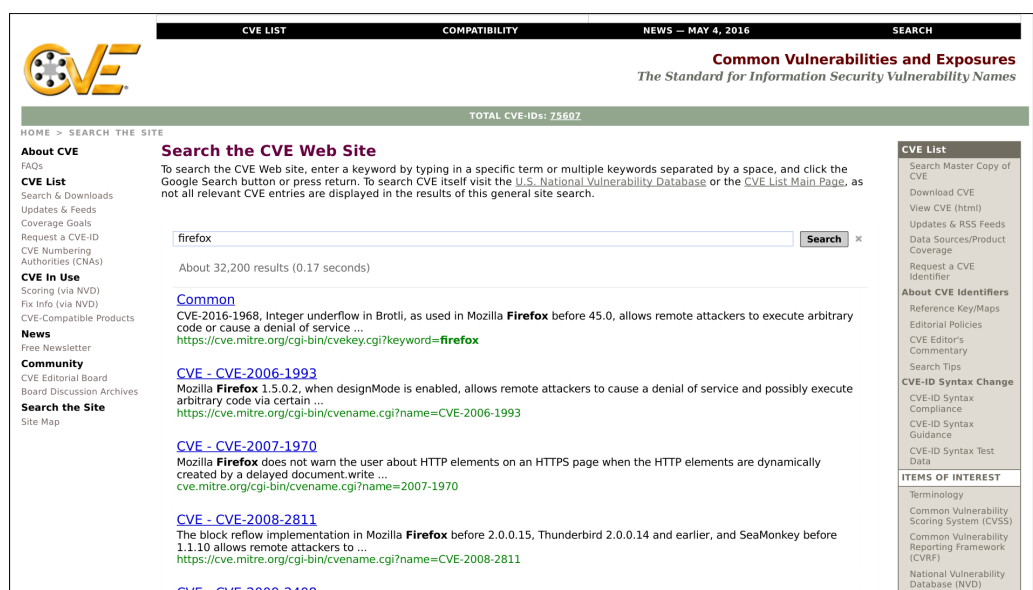 CVE LIST COMPATIBILITY NEWS — MAY 4, 2016 SEARCH
CVE
Common Vulnerabilities and Exposures
The Standard for Information Security Vulnerability Names
TOTAL CVE-IDs: 75607
HOME > SEARCH THE SITE
About CVE
FAQs
CVE List
Search & Downloads
Updates & Feeds
Coverage Goals
Request a CVE-ID
CVE Numbering
Authorities (CNAs)
CVE In Use
Scoring (via NVD)
Fix Info (via NVD)
CVE-Compatible Products
News
Free Newsletter
Community
CVE Editorial Board
Board Discussion Archives
Search the Site
Site Map
Search the CVE Web Site
To search the CVE Web site, enter a keyword by typing in a specific term or multiple keywords separated by a space, and click the
Google Search button or press return. To search CVE itself visit the U.S. National Vulnerability Database or the CVE List Main Page, as
not all relevant CVE entries are displayed in the results of this general site search.
firefox
Search
×
About 32,200 results (0.17 seconds)
Common
CVE-2016-1968, Integer underflow in Brotli, as used in Mozilla Firefox before 45.0, allows remote attackers to execute arbitrary
code or cause a denial of service ...
https://cve.mitre.org/cgi-bin/cvekey.cgi?keyword=firefox
CVE - CVE-2006-1993
Mozilla Firefox 1.5.0.2, when designMode is enabled, allows remote attackers to cause a denial of service and possibly execute
arbitrary code via certain ...
https://cve.mitre.org/cgi-bin/cvename.cgi?name=CVE-2006-1993
CVE - CVE-2007-1970
Mozilla Firefox does not warn the user about HTTP elements on an HTTPS page when the HTTP elements are dynamically
created by a delayed document.write ...
cve.mitre.org/cgi-bin/cvename.cgi?name=2007-1970
CVE - CVE-2008-2811
The block reflow implementation in Mozilla Firefox before 2.0.0.15, Thunderbird 2.0.0.14 and earlier, and SeaMonkey before
1.1.10 allows remote attackers to ...
https://cve.mitre.org/cgi-bin/cvename.cgi?name=CVE-2008-2811
CVE List
Search Master Copy of
CVE
Download CVE
View CVE (html)
Updates & RSS Feeds
Data Sources/Product
Coverage
Request a CVE
Identifier
About CVE Identifiers
Reference Key/Maps
Editorial Policies
CVE Editor's
Commentary
Search Tips
CVE-ID Syntax Change
CVE-ID Syntax
Compliance
CVE-ID Syntax
Guidance
CVE-ID Syntax Test
Data
ITEMS OF INTEREST
Terminology
Common Vulnerability
Scoring System (CVSS)
Common Vulnerability
Reporting Framework
(CVRF)
National Vulnerability
Database (NVD)